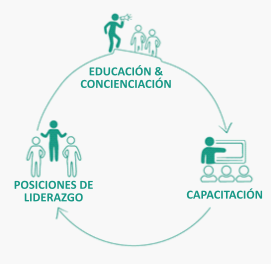 EDUCACIÓN &
CONCIENCIACIÓN
CAPACITACIÓN
POSICIONES DE
LIDERAZGO